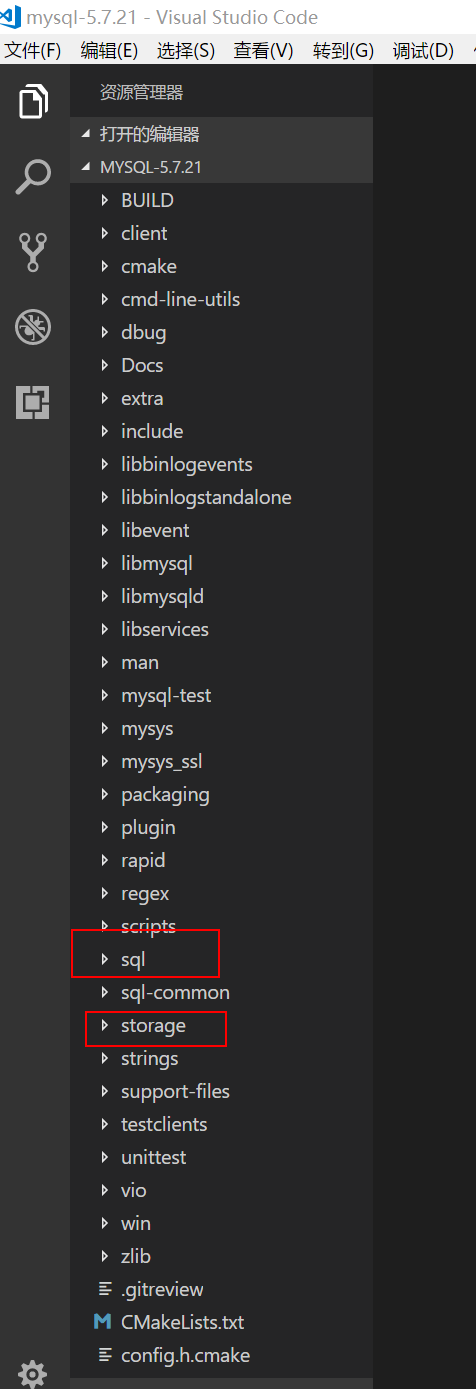 mysql-5.7.21 - Visual Studio Code
文件(F) 编辑(E) 选择(S) 查看(V) 转到(G) 调试(D)
资源管理器
打开的编辑器
MYSQL-5.7.21
BUILD
client
cmake
cmd-line-utils
dbug
Docs
extra
include
libbinlogevents
libbinlogstandalone
libevent
libmysql
libmysqld
libservices
man
mysql-test
mysys
mysys_ssl
packaging
plugin
rapid
regex
scripts
sql
sql-common
storage
strings
support-files
testclients
unittest
vio
win
zlib
.gitreview
CMakeLists.txt
config.h.cmake